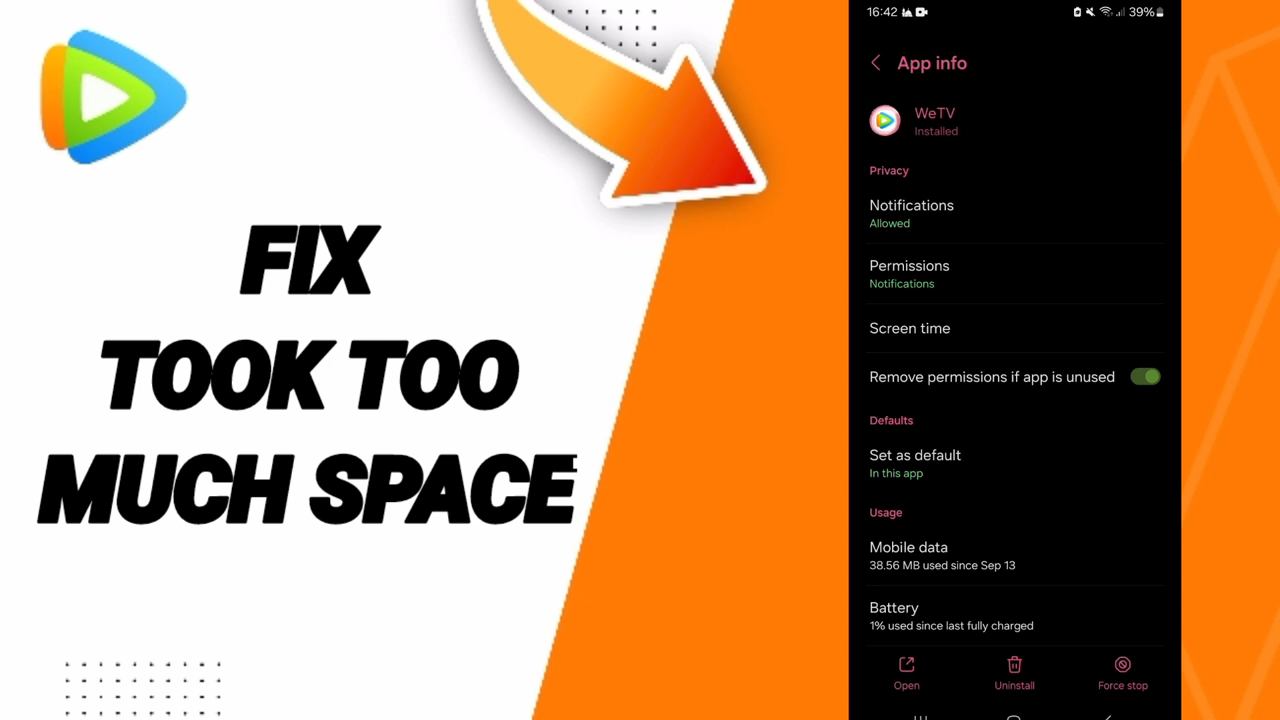 FIX
TOOK TOO
MUCH SPACE
16:42
39%
App info
WeTV
Installed
Privacy
Notifications
Allowed
Permissions
Notifications
Screen time
Remove permissions if app is unused
Defaults
Set as default
In this app
Usage
Mobile data
38.56 MB used since Sep 13
Battery
1% used since last fully charged
Open
Uninstall
Force stop